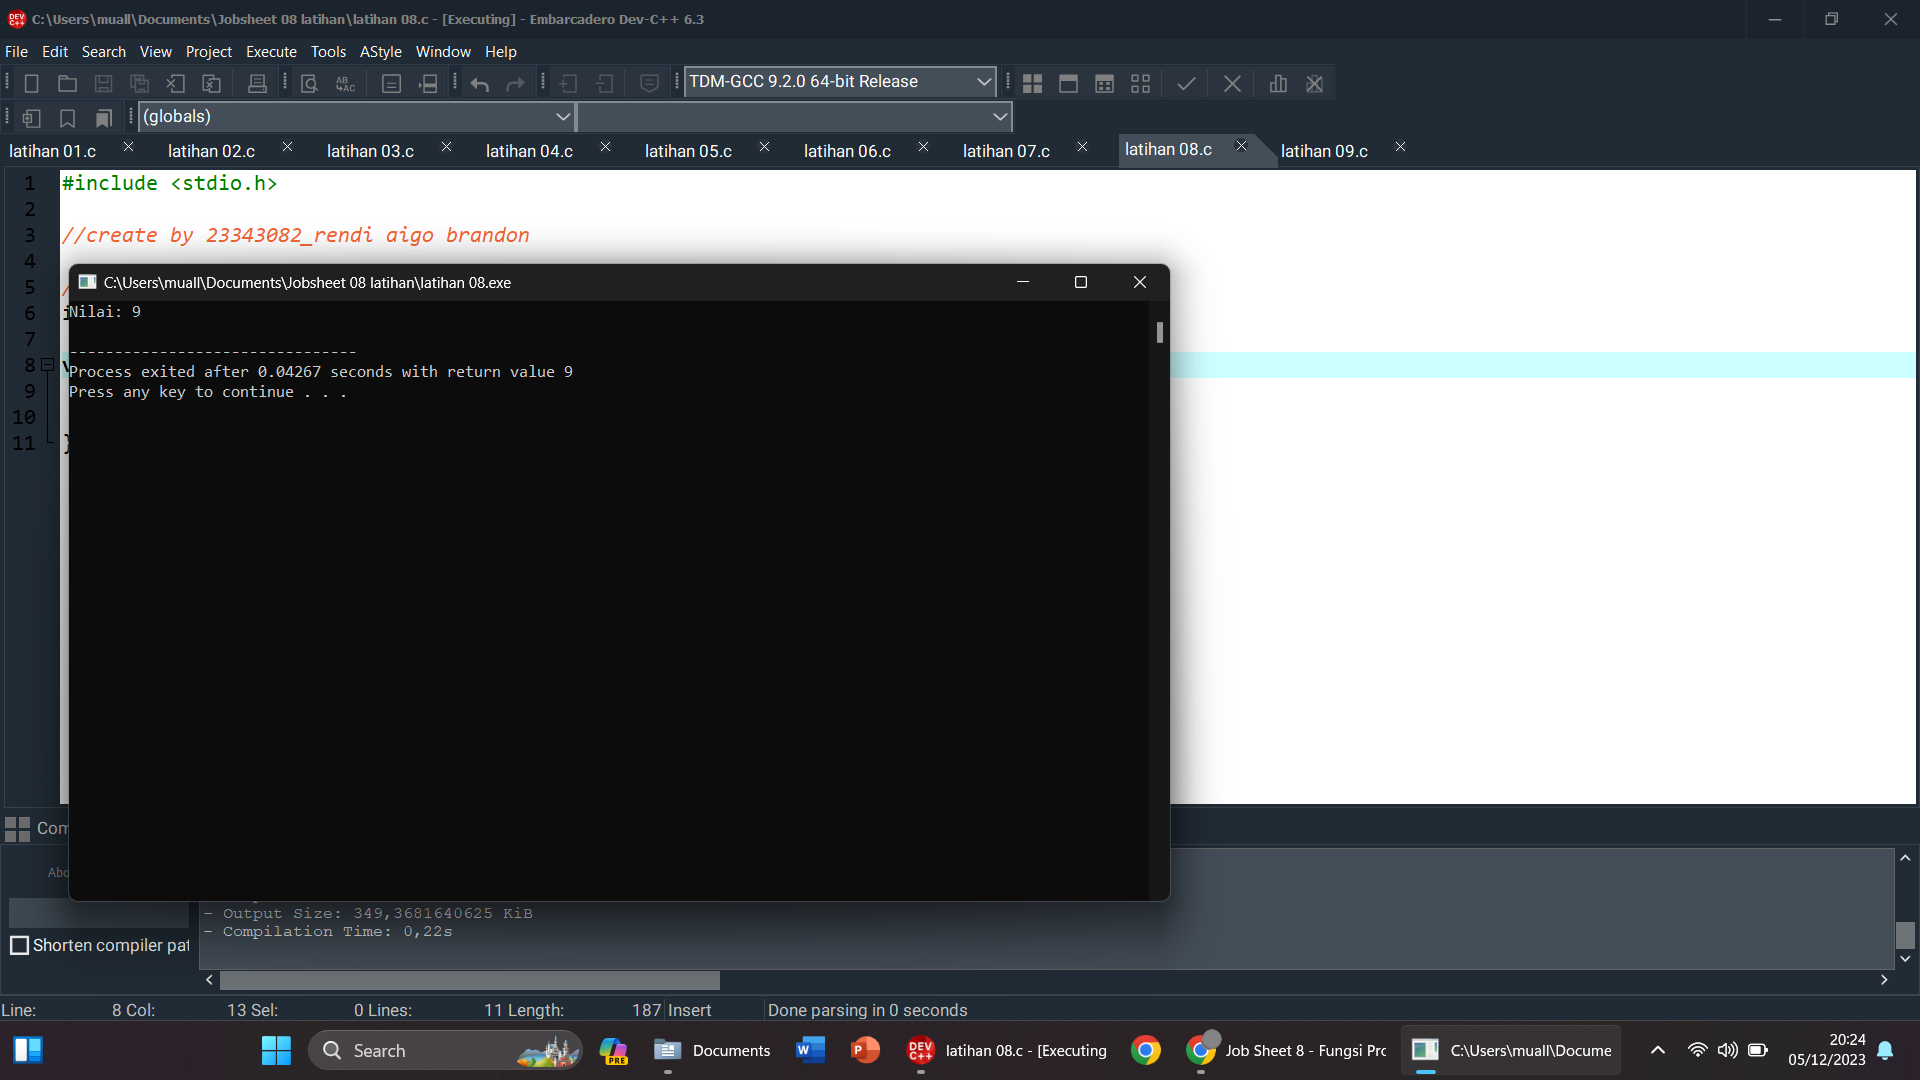 C:\Users\muall\Documents\Jobsheet 08 latihan\latihan 08.c - [Executing] - Embarcadero Dev-C++ 6.3
File Edit Search View Project Execute Tools AStyle Window Help
TDM-GCC 9.2.0 64-bit Release
(globals)
latihan 01.c latihan 02.c latihan 03.c latihan 04.c latihan 05.c latihan 06.c latihan 07.c latihan 08.c latihan 09.c
1 #include <stdio.h>
2
3 //create by 23343082_rendi aigo brandon
4
5
6
7
8
9
10
11 }
C:\Users\muall\Documents\Jobsheet 08 latihan\latihan 08.exe
Nilai: 9
--------------------------------
Process exited after 0.04267 seconds with return value 9
Press any key to continue . . .
- Output Size: 349,3681640625 KiB
- Compilation Time: 0,22s
Shorten compiler pat
Line: 8 Col: 13 Sel: 0 Lines: 11 Length: 187 Insert Done parsing in 0 seconds
Search
PRE
Documents
latihan 08.c - [Executing
Job Sheet 8 - Fungsi Prc
C:\Users\muall\Docume
20:24
05/12/2023